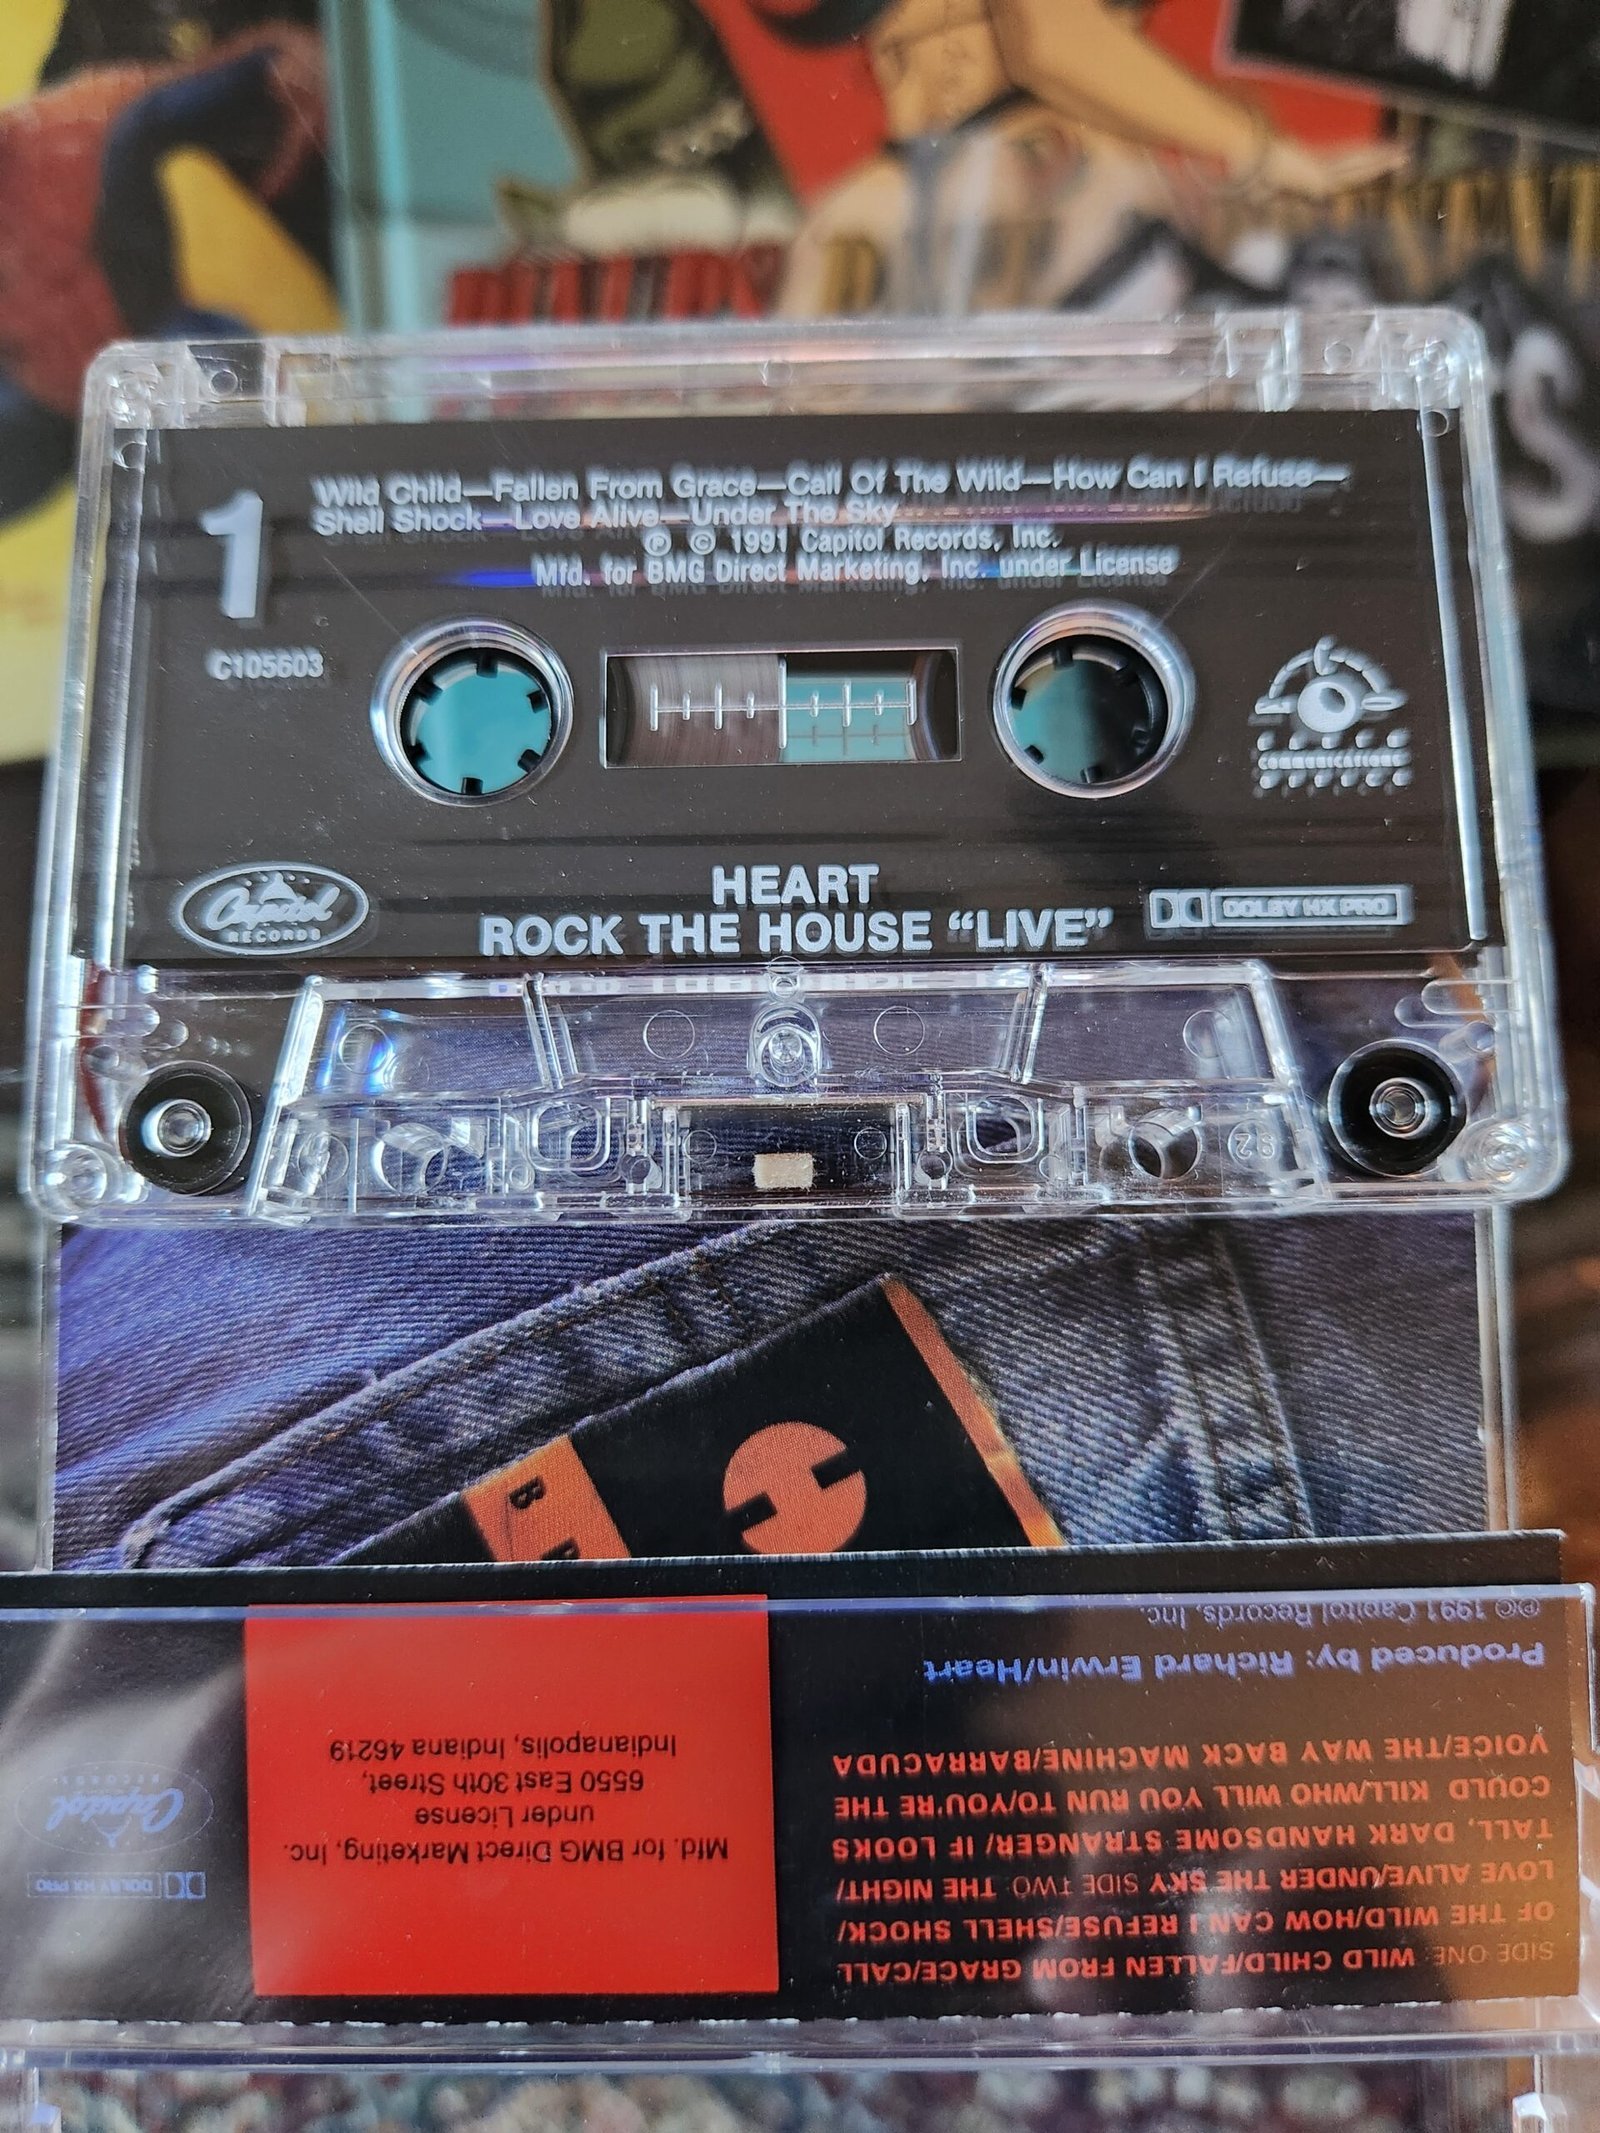 1
Wild Child—Fallen From Grace—Call Of The Wild—How Can I Refuse—
Shell Shock—Love Alive—Under The Sky
℗ © 1991 Capitol Records, Inc.
Mfd. for BMG Direct Marketing, Inc. under License
C105603
COMMUNICATIONS
Capitol
RECORDS
HEART
ROCK THE HOUSE “LIVE”
DOLBY HX PRO
92
B
SIDE ONE: WILD CHILD/FALLEN FROM GRACE/CALL
OF THE WILD/HOW CAN I REFUSE/SHELL SHOCK/
LOVE ALIVE/UNDER THE SKY SIDE TWO: THE NIGHT/
TALL, DARK HANDSOME STRANGER/ IF LOOKS
COULD KILL/WHO WILL YOU RUN TO/YOU'RE THE
VOICE/THE WAY BACK MACHINE/BARRACUDA
Produced by: Richard Erwin/Heart
℗© 1991 Capitol Records, Inc.
Mfd. for BMG Direct Marketing, Inc.
under License
6550 East 30th Street,
Indianapolis, Indiana 46219
DOLBY HX PRO
Capitol
RECORDS